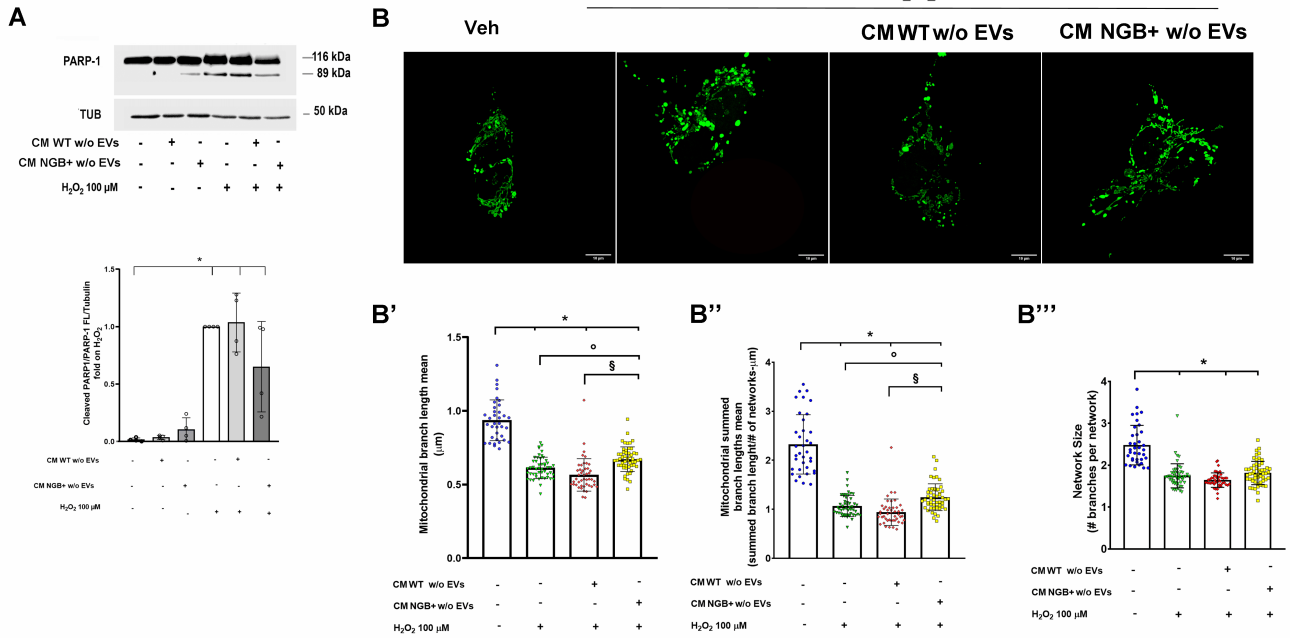 A
PARP-1
116 kDa
89 kDa
TUB
50 kDa
CM WT w/o EVs - + - - + -
CM NGB+ w/o EVs - - + - - +
H₂O₂ 100 µM - - - + + +
Cleaved PARP1/PARP-1 FL/Tubulin
fold on H₂O₂
1.5
1.0
0.5
0.0
*
CM WT w/o EVs - + - - + -
CM NGB+ w/o EVs - - + - - +
H₂O₂ 100 µM - - - + + +
B
Veh
CM WT w/o EVs
CM NGB+ w/o EVs
10 µm
10 µm
10 µm
10 µm
B'
Mitochondrial branch length mean
(µm)
1.5
1.0
0.5
0.0
*
°
§
CM WT w/o EVs - - + -
CM NGB+ w/o EVs - - - +
H₂O₂ 100 µM - + + +
B''
Mitochondrial summed
branch lengths mean
(summed branch lenght/# of networks-µm)
4
3
2
1
0
*
°
§
CM WT w/o EVs - - + -
CM NGB+ w/o EVs - - - +
H₂O₂ 100 µM - + + +
B'''
Network Size
(# branches per network)
4
3
2
1
0
*
CM WT w/o EVs - - + -
CM NGB+ w/o EVs - - - +
H₂O₂ 100 µM - + + +